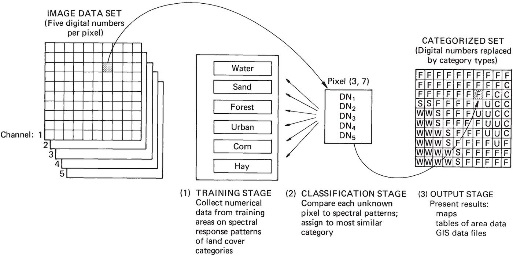 IMAGE DATA SET
(Five digital numbers
per pixel)
Channel: 1
2
3
4
5
Water
Sand
Forest
Urban
Corn
Hay
Pixel (3, 7)
DN1
DN2
DN3
DN4
DN5
CATEGORIZED SET
(Digital numbers replaced
by category types)
(1) TRAINING STAGE
Collect numerical
data from training
areas on spectral
response patterns
of land cover
categories
(2) CLASSIFICATION STAGE
Compare each unknown
pixel to spectral patterns;
assign to most similar
category
(3) OUTPUT STAGE
Present results:
maps
tables of area data
GIS data files